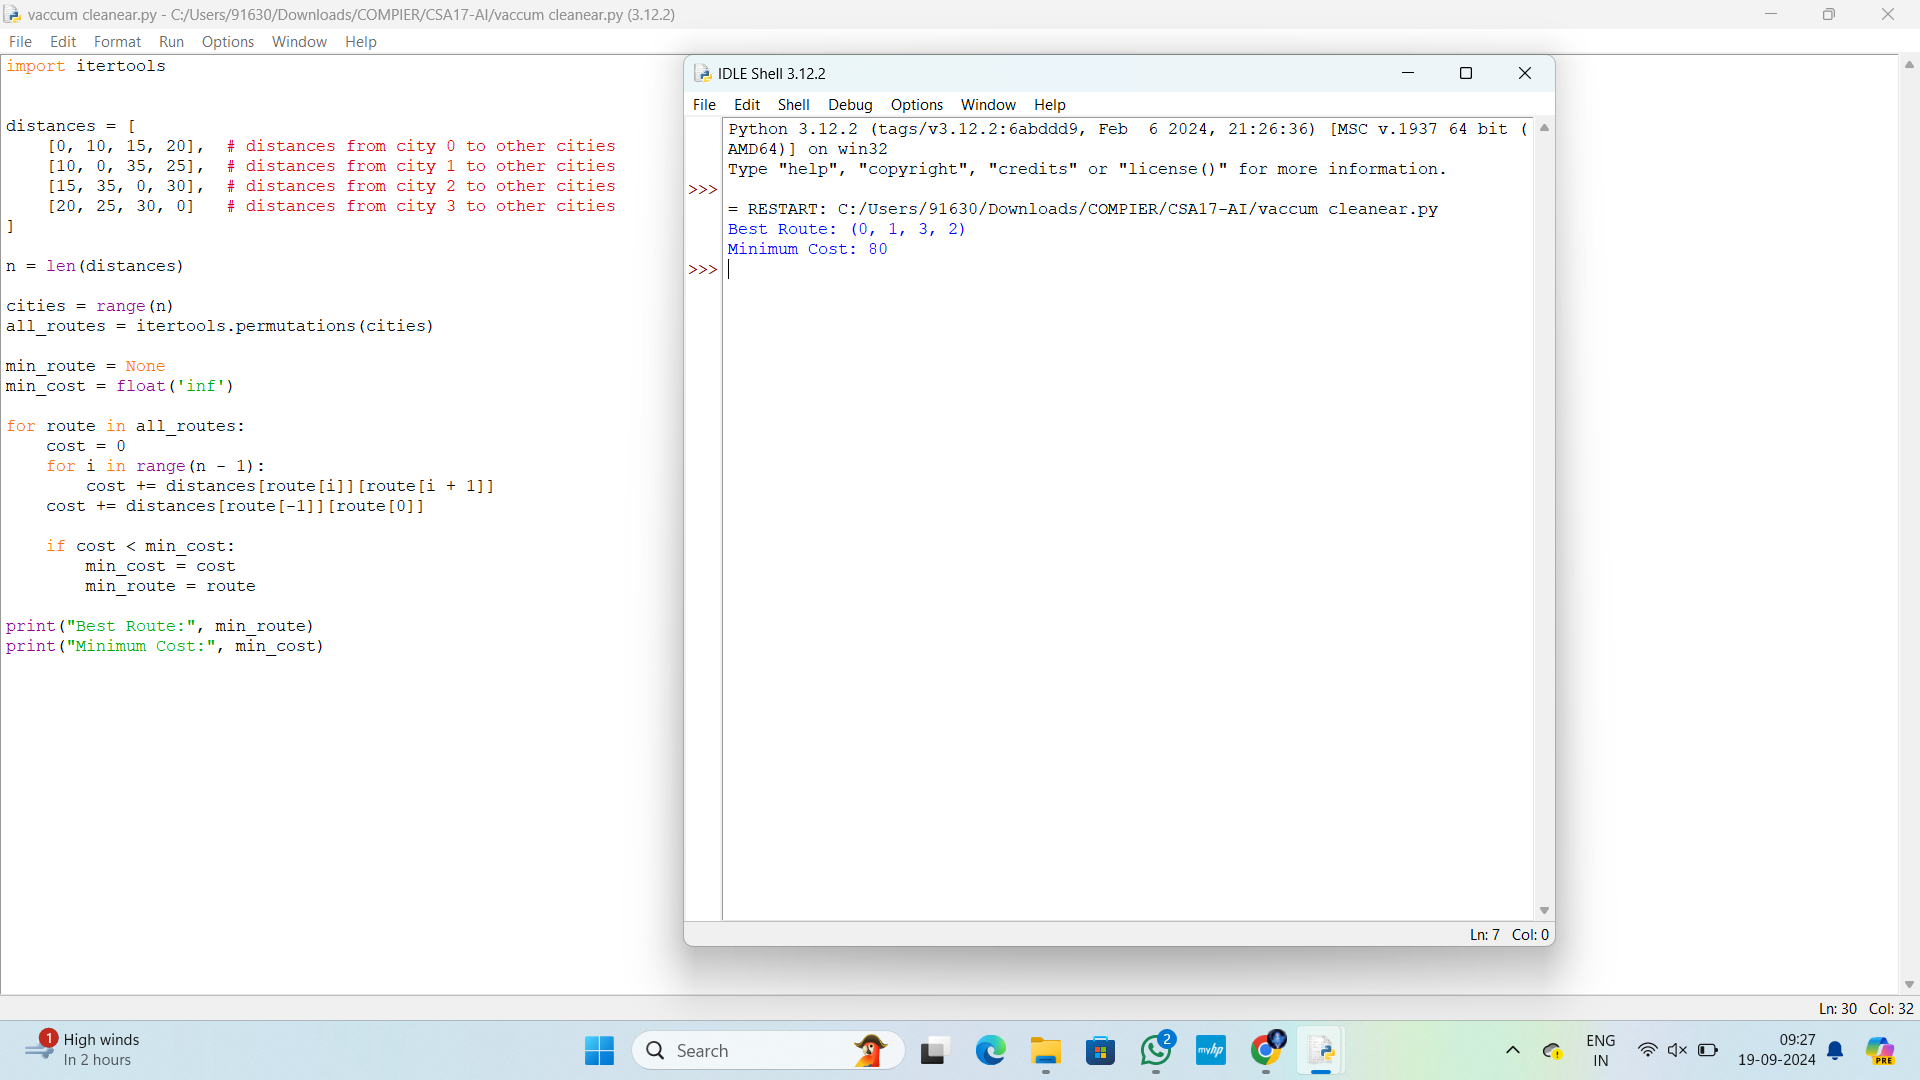 vaccum cleanear.py - C:/Users/91630/Downloads/COMPIER/CSA17-AI/vaccum cleanear.py (3.12.2)
File Edit Format Run Options Window Help
import itertools
distances = [
    [0, 10, 15, 20],  # distances from city 0 to other cities
    [10, 0, 35, 25],  # distances from city 1 to other cities
    [15, 35, 0, 30],  # distances from city 2 to other cities
    [20, 25, 30, 0]   # distances from city 3 to other cities
]
n = len(distances)
cities = range(n)
all_routes = itertools.permutations(cities)
min_route = None
min_cost = float('inf')
for route in all_routes:
    cost = 0
    for i in range(n - 1):
        cost += distances[route[i]][route[i + 1]]
    cost += distances[route[-1]][route[0]]
    if cost < min_cost:
        min_cost = cost
        min_route = route
print("Best Route:", min_route)
print("Minimum Cost:", min_cost)
IDLE Shell 3.12.2
File Edit Shell Debug Options Window Help
Python 3.12.2 (tags/v3.12.2:6abddd9, Feb  6 2024, 21:26:36) [MSC v.1937 64 bit (
AMD64)] on win32
Type "help", "copyright", "credits" or "license()" for more information.
>>>
= RESTART: C:/Users/91630/Downloads/COMPIER/CSA17-AI/vaccum cleanear.py
Best Route: (0, 1, 3, 2)
Minimum Cost: 80
>>>
Ln: 7 Col: 0
Ln: 30 Col: 32
1
High winds
In 2 hours
Search
2
myhp
ENG
IN
09:27
19-09-2024
PRE